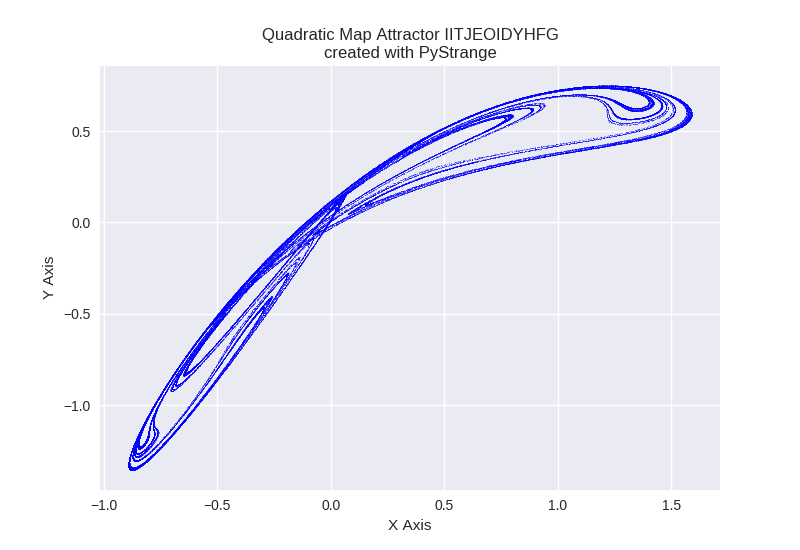 Quadratic Map Attractor IITJEOIDYHFG
created with PyStrange
0.5
0.0
−0.5
−1.0
Y Axis
−1.0 −0.5 0.0 0.5 1.0 1.5
X Axis